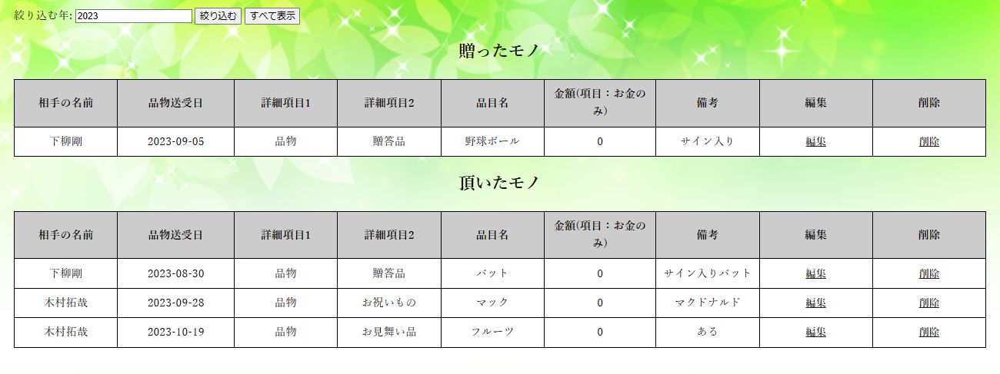 絞り込む年: 2023 絞り込む すべて表示
贈ったモノ
相手の名前 品物送受日 詳細項目1 詳細項目2 品目名 金額(項目：お金のみ) 備考 編集 削除
下柳剛 2023-09-05 品物 贈答品 野球ボール 0 サイン入り 編集 削除
頂いたモノ
相手の名前 品物送受日 詳細項目1 詳細項目2 品目名 金額(項目：お金のみ) 備考 編集 削除
下柳剛 2023-08-30 品物 贈答品 バット 0 サイン入りバット 編集 削除
木村拓哉 2023-09-28 品物 お祝いもの マック 0 マクドナルド 編集 削除
木村拓哉 2023-10-19 品物 お見舞い品 フルーツ 0 ある 編集 削除